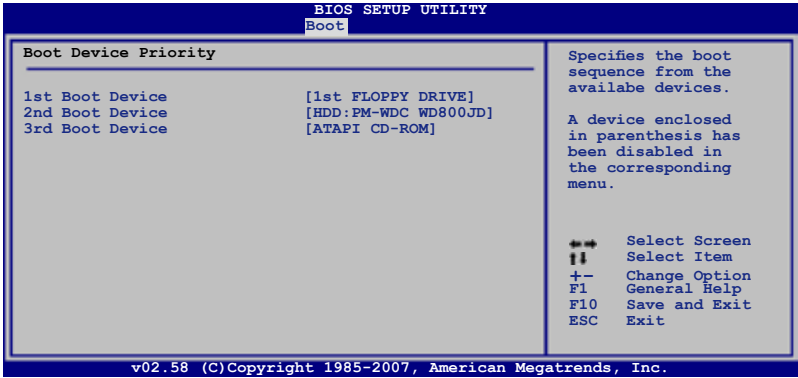 BIOS SETUP UTILITY
Boot
Boot Device Priority
1st Boot Device [1st FLOPPY DRIVE]
2nd Boot Device [HDD:PM-WDC WD800JD]
3rd Boot Device [ATAPI CD-ROM]
Specifies the boot
sequence from the
availabe devices.
A device enclosed
in parenthesis has
been disabled in
the corresponding
menu.
←→ Select Screen
↑↓ Select Item
+- Change Option
F1 General Help
F10 Save and Exit
ESC Exit
v02.58 (C)Copyright 1985-2007, American Megatrends, Inc.